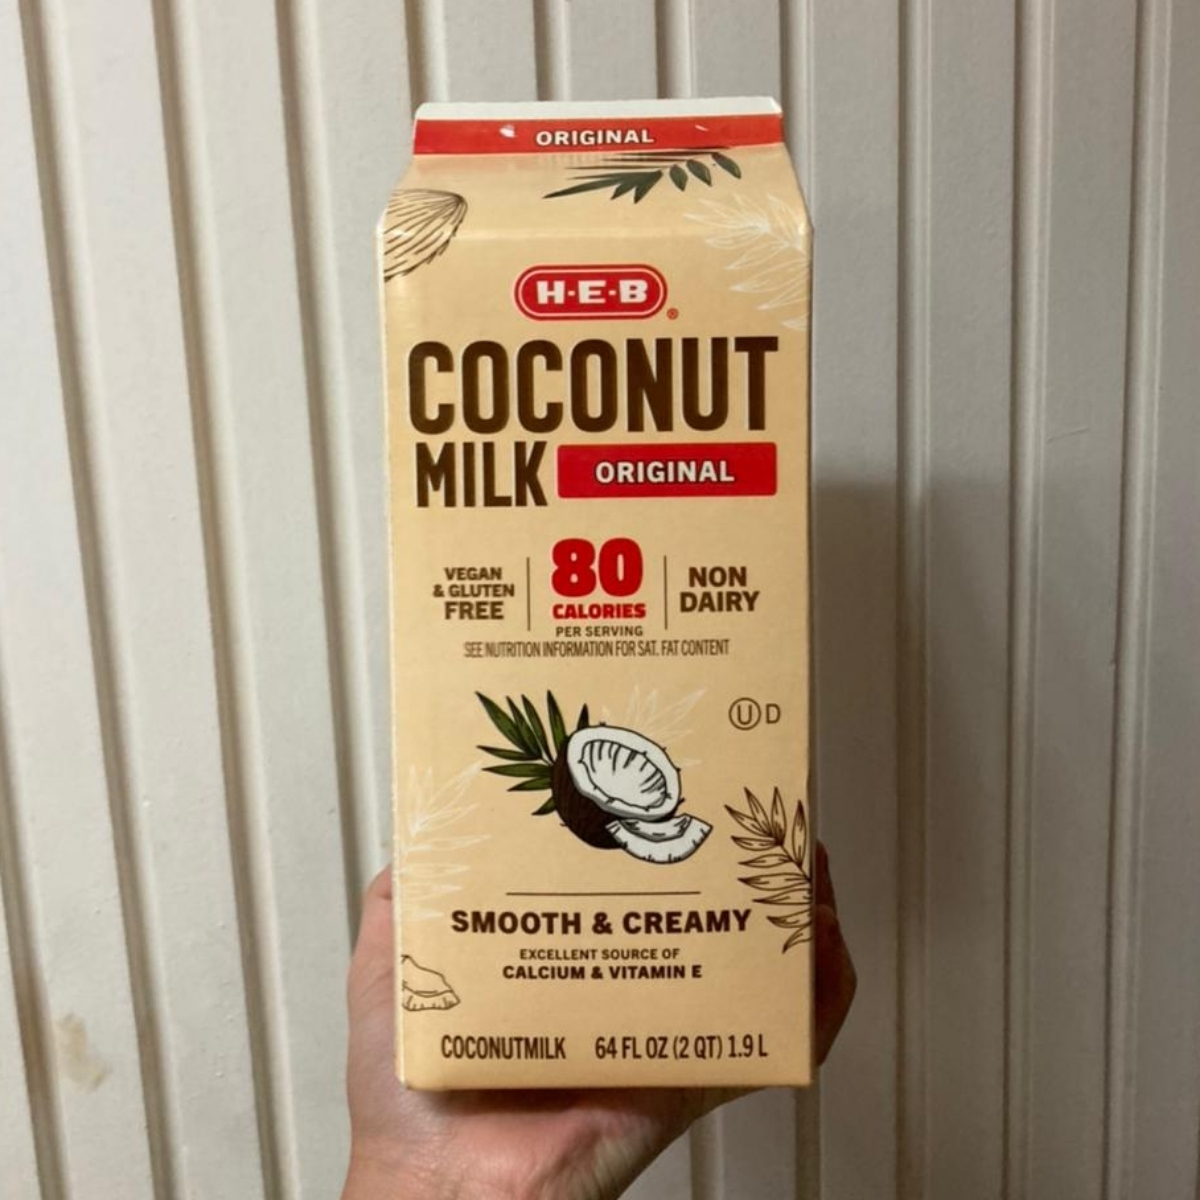 ORIGINAL
H-E-B®
COCONUT
MILK ORIGINAL
VEGAN
& GLUTEN
FREE
80
CALORIES
PER SERVING
NON
DAIRY
SEE NUTRITION INFORMATION FOR SAT. FAT CONTENT
Ⓤ D
SMOOTH & CREAMY
EXCELLENT SOURCE OF
CALCIUM & VITAMIN E
COCONUTMILK 64 FL OZ (2 QT) 1.9 L